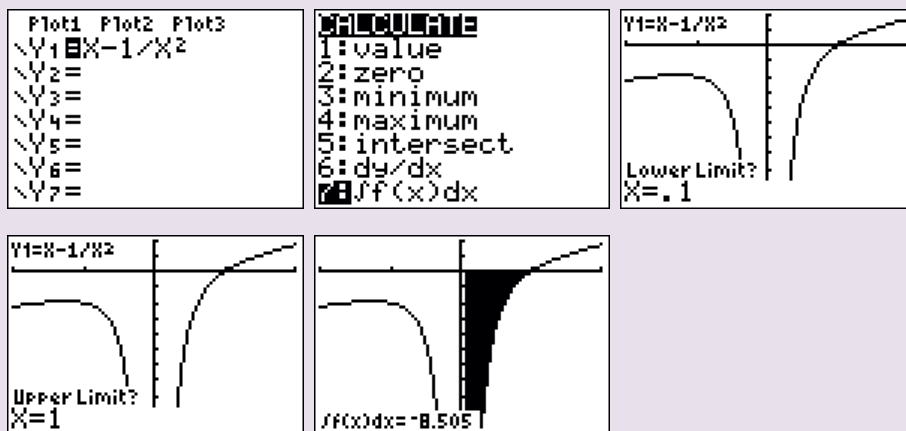 Plot1 Plot2 Plot3
\Y₁=X-1/X²
\Y₂=
\Y₃=
\Y₄=
\Y₅=
\Y₆=
\Y₇=
CALCULATE
1:value
2:zero
3:minimum
4:maximum
5:intersect
6:dy/dx
7:∫f(x)dx
Y1=X-1/X²
Lower Limit?
X=.1
Y1=X-1/X²
Upper Limit?
X=1
∫f(x)dx=-8.505